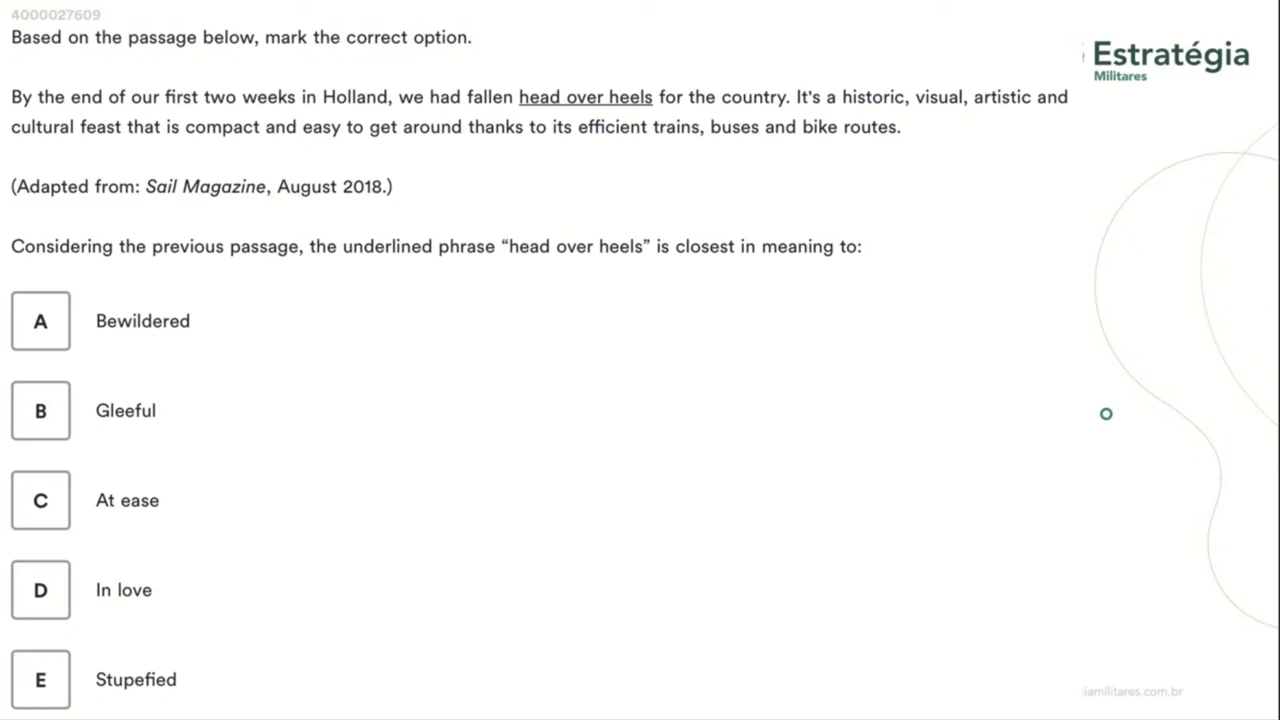 4000027609
Based on the passage below, mark the correct option.
Estratégia
Militares
By the end of our first two weeks in Holland, we had fallen head over heels for the country. It's a historic, visual, artistic and
cultural feast that is compact and easy to get around thanks to its efficient trains, buses and bike routes.
(Adapted from: Sail Magazine, August 2018.)
Considering the previous passage, the underlined phrase “head over heels” is closest in meaning to:
A Bewildered
B Gleeful
C At ease
D In love
E Stupefied
iamilitares.com.br